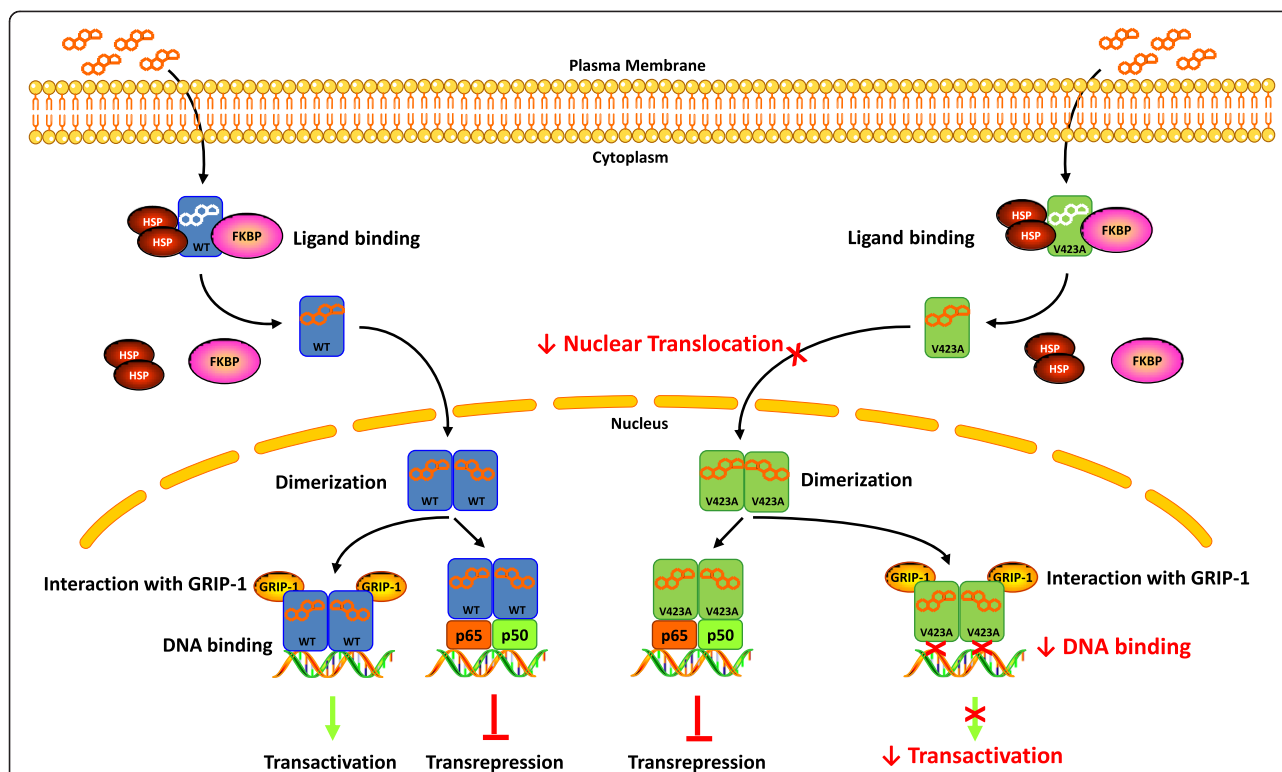 Plasma Membrane
Cytoplasm
HSP
HSP
WT
FKBP
Ligand binding
Ligand binding
HSP
HSP
V423A
FKBP
WT
HSP
HSP
FKBP
↓ Nuclear Translocation
V423A
HSP
HSP
FKBP
Nucleus
Dimerization
WT WT
V423A V423A
Dimerization
Interaction with GRIP-1
GRIP-1 GRIP-1
WT WT
DNA binding
WT WT
p65 p50
V423A V423A
p65 p50
GRIP-1 GRIP-1
Interaction with GRIP-1
V423A V423A
↓ DNA binding
Transactivation
Transrepression
Transrepression
↓ Transactivation